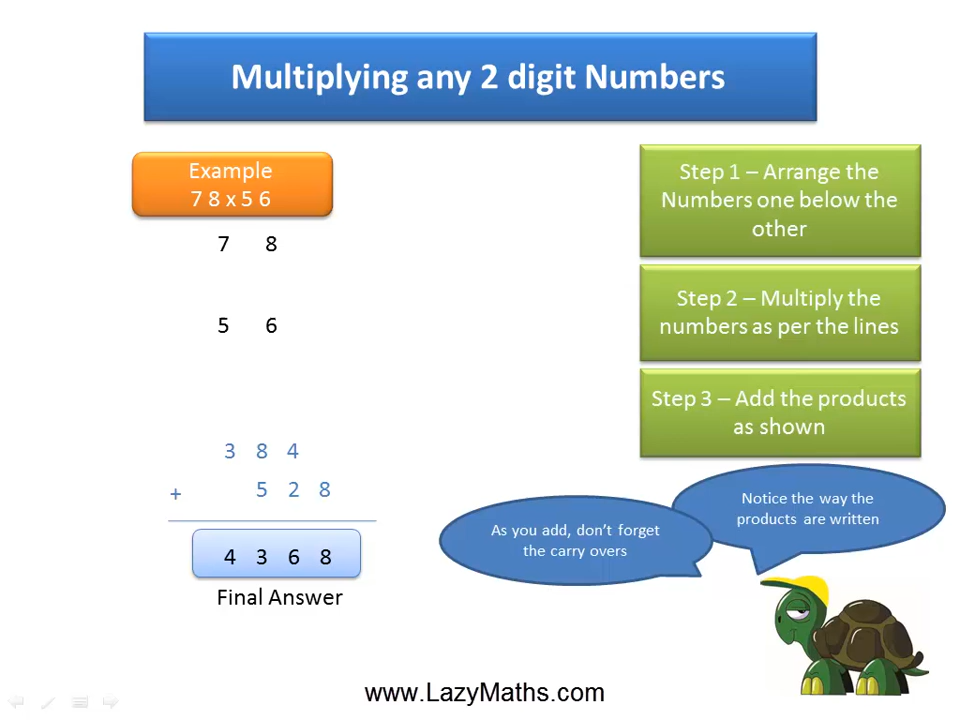 Multiplying any 2 digit Numbers
Example
7 8 x 5 6
7 8
5 6
3 8 4
+ 5 2 8
4 3 6 8
Final Answer
Step 1 – Arrange the
Numbers one below the
other
Step 2 – Multiply the
numbers as per the lines
Step 3 – Add the products
as shown
Notice the way the
products are written
As you add, don't forget
the carry overs
www.LazyMaths.com